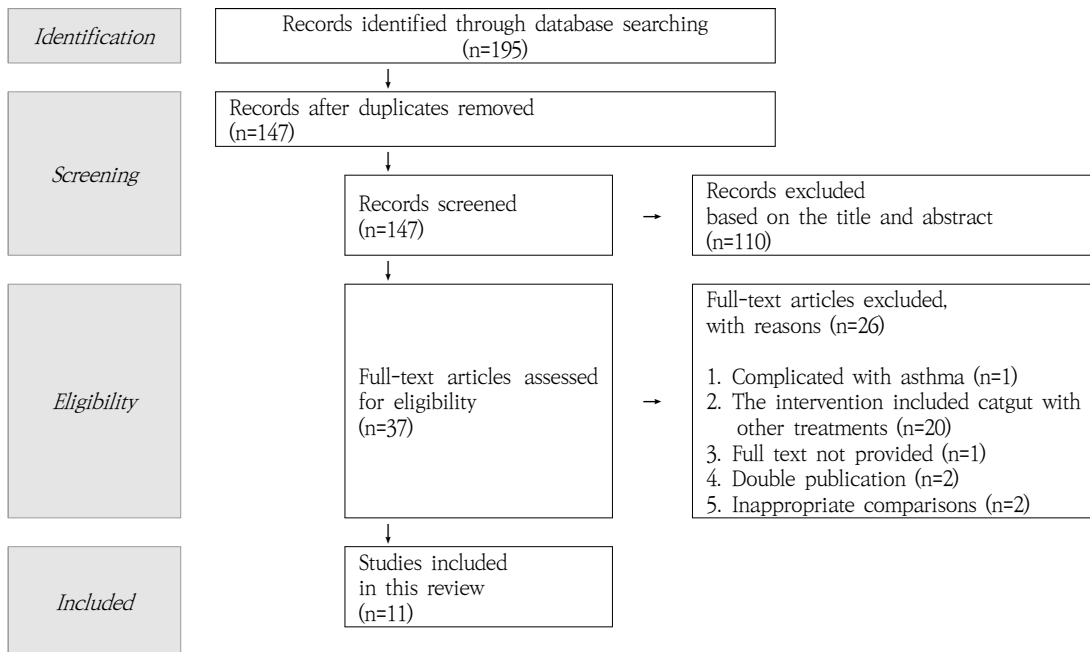 Identification
Records identified through database searching
(n=195)
↓
Screening
Records after duplicates removed
(n=147)
↓
Records screened
(n=147)
→
Records excluded
based on the title and abstract
(n=110)
↓
Eligibility
Full-text articles assessed
for eligibility
(n=37)
→
Full-text articles excluded,
with reasons (n=26)
1. Complicated with asthma (n=1)
2. The intervention included catgut with
other treatments (n=20)
3. Full text not provided (n=1)
4. Double publication (n=2)
5. Inappropriate comparisons (n=2)
↓
Included
Studies included
in this review
(n=11)